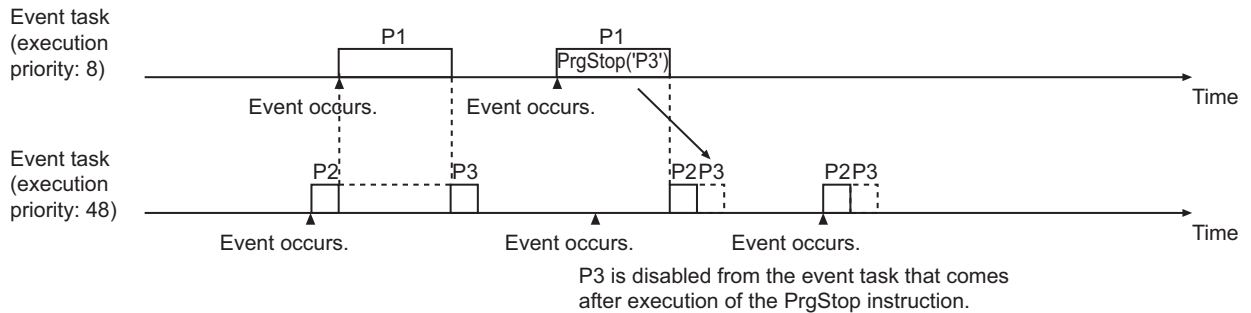 Event task
(execution
priority: 8)
P1
P1
PrgStop('P3')
Event occurs.
Event occurs.
Time
Event task
(execution
priority: 48)
P2
P3
P2 P3
P2 P3
Event occurs.
Event occurs.
Event occurs.
Time
P3 is disabled from the event task that comes
after execution of the PrgStop instruction.